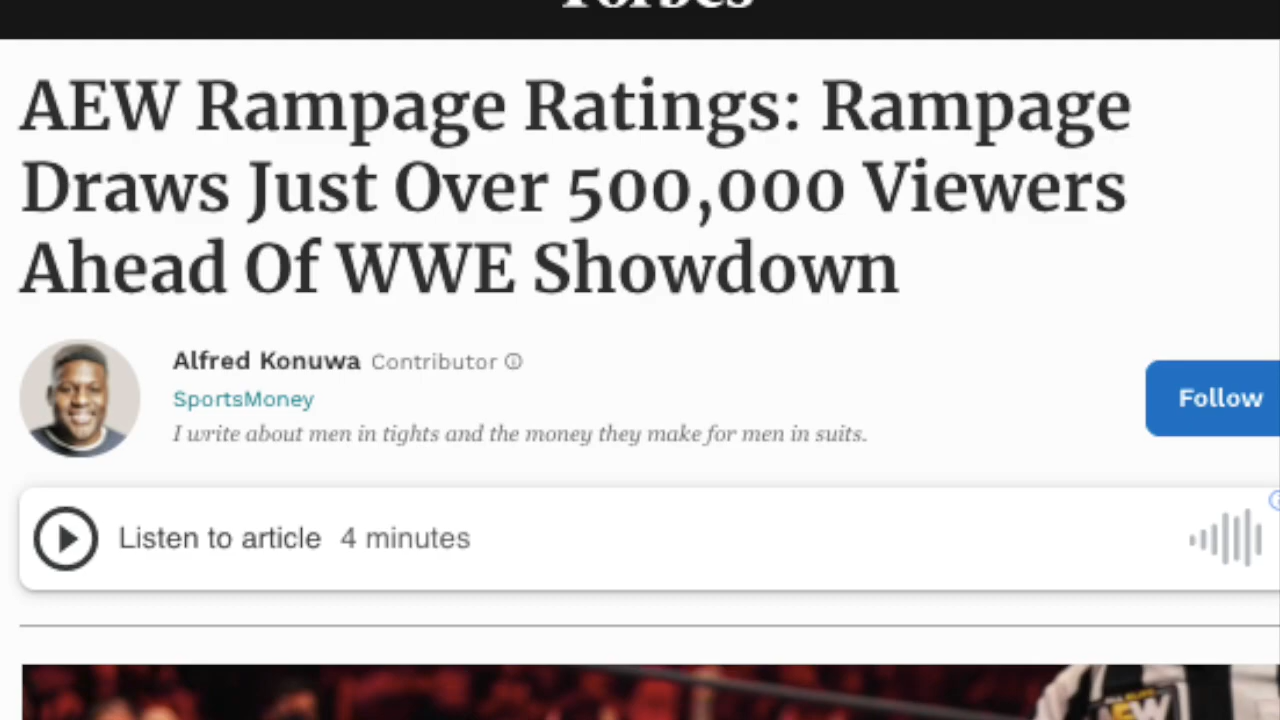 Forbes
AEW Rampage Ratings: Rampage
Draws Just Over 500,000 Viewers
Ahead Of WWE Showdown
Alfred Konuwa Contributor
SportsMoney
I write about men in tights and the money they make for men in suits.
Follow
Listen to article 4 minutes
AEW